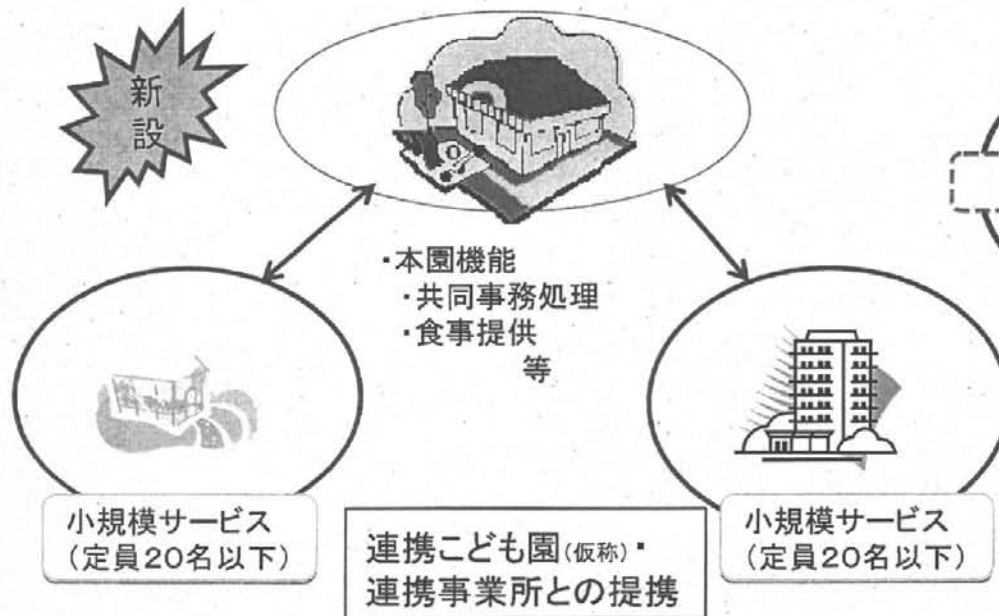 新
設
・本園機能
・共同事務処理
・食事提供
等
小規模サービス
(定員20名以下)
連携こども園(仮称)・
連携事業所との提携
小規模サービス
(定員20名以下)